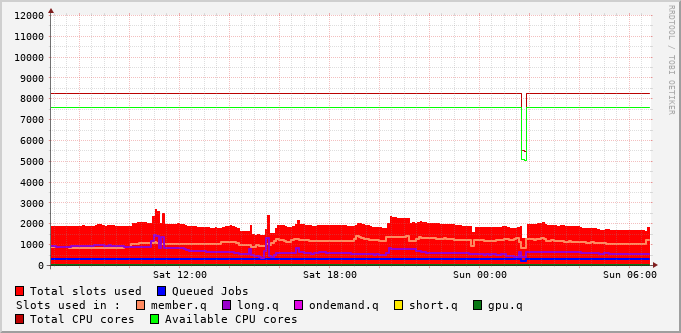 12000
11000
10000
9000
8000
7000
6000
5000
4000
3000
2000
1000
0
Sat 12:00 Sat 18:00 Sun 00:00 Sun 06:00
RRDTOOL / TOBI OETIKER
Total slots used Queued Jobs
Slots used in : member.q long.q ondemand.q short.q gpu.q
Total CPU cores Available CPU cores